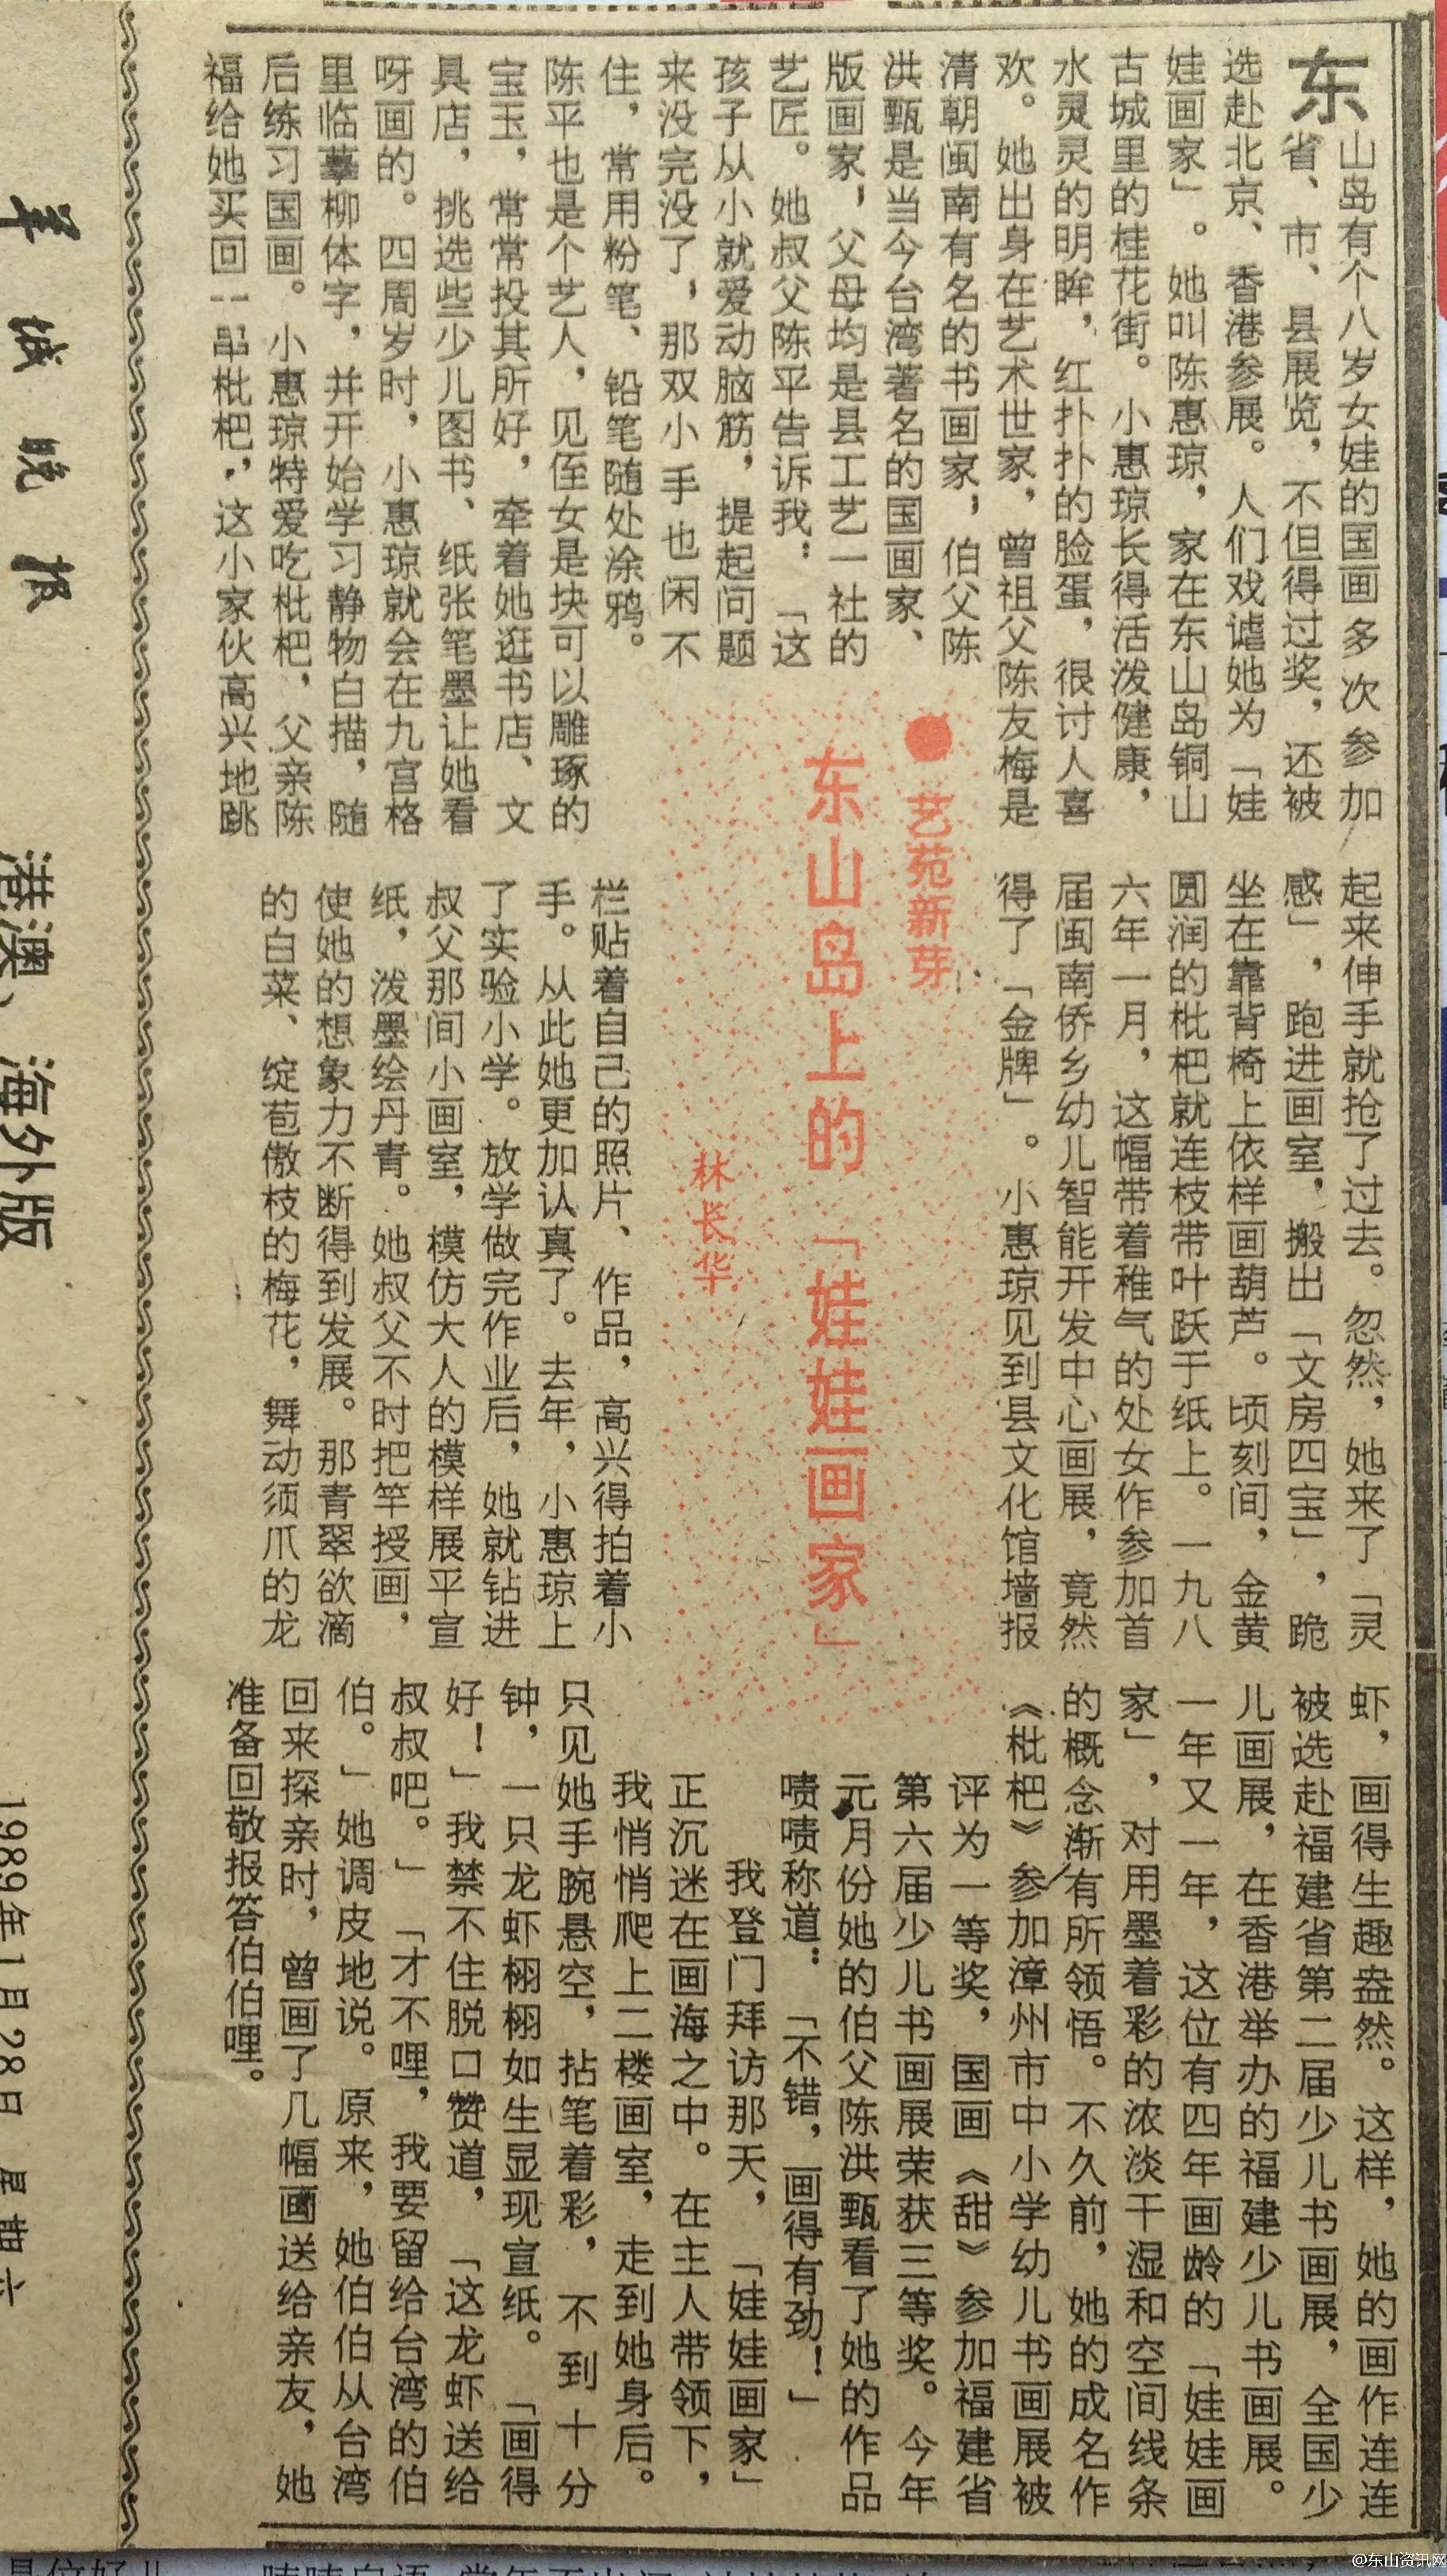 东
山岛有个八岁女娃的国画多次参加
省、市、县展览，不但得过奖，还被
选赴北京、香港参展。人们戏谑她为「娃
娃画家」。她叫陈惠琼，家在东山岛铜山
古城里的桂花街。小惠琼长得活泼健康，
水灵灵的明眸，红扑扑的脸蛋，很讨人喜
欢。她出身在艺术世家，曾祖父陈友梅是
清朝闽南有名的书画家，伯父陈
洪甄是当今台湾著名的国画家、
版画家，父母均是县工艺一社的
艺匠。她叔父陈平告诉我：「这
孩子从小就爱动脑筋，提起问题
来没完没了，那双小手也闲不
住，常用粉笔、铅笔随处涂鸦。
陈平也是个艺人，见侄女是块可以雕琢的
宝玉，常常投其所好，牵着她逛书店、文
具店，挑选些少儿图书、纸张笔墨让她看
呀画的。四周岁时，小惠琼就会在九宫格
里临摹柳体字，并开始学习静物白描，随
后练习国画。小惠琼特爱吃枇杷，父亲陈
福给她买回一串枇杷，这小家伙高兴地跳
●艺苑新芽
东山岛上的「娃娃画家」
林长华
起来伸手就抢了过去。忽然，她来了「灵
感」，跑进画室，搬出「文房四宝」，跪
坐在靠背椅上依样画葫芦。顷刻间，金黄
圆润的枇杷就连枝带叶跃于纸上。一九八
六年一月，这幅带着稚气的处女作参加首
届闽南侨乡幼儿智能开发中心画展，竟然
得了「金牌」。小惠琼见到县文化馆墙报
栏贴着自己的照片、作品，高兴得拍着小
手。从此她更加认真了。去年，小惠琼上
了实验小学。放学做完作业后，她就钻进
叔父那间小画室，模仿大人的模样展平宣
纸，泼墨绘丹青。她叔父不时把竿授画，
使她的想象力不断得到发展。那青翠欲滴
的白菜、绽苞傲枝的梅花，舞动须爪的龙
虾，画得生趣盎然。这样，她的画作连连
被选赴福建省第二届少儿书画展，全国少
儿画展，在香港举办的福建少儿书画展。
一年又一年，这位有四年画龄的「娃娃画
家」，对用墨着彩的浓淡干湿和空间线条
的概念渐有所领悟。不久前，她的成名作
《枇杷》参加漳州市中小学幼儿书画展被
评为一等奖，国画《甜》参加福建省
第六届少儿书画展荣获三等奖。今年
元月份她的伯父陈洪甄看了她的作品
啧啧称道：「不错，画得有劲！」
我登门拜访那天，「娃娃画家」
正沉迷在画海之中。在主人带领下，
我悄悄爬上二楼画室，走到她身后。
只见她手腕悬空，拈笔着彩，不到十分
钟，一只龙虾栩栩如生显现宣纸。「画得
好！」我禁不住脱口赞道，「这龙虾送给
叔叔吧。」「才不哩，我要留给台湾的伯
伯。」她调皮地说。原来，她伯伯从台湾
回来探亲时，曾画了几幅画送给亲友，她
准备回敬报答伯伯哩。
羊城晚报
港澳、海外版
1989年1月28日 星期六
@东山资讯网